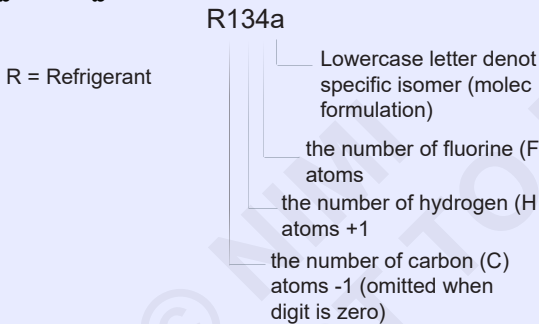 R134a
R = Refrigerant
Lowercase letter denot
specific isomer (molec
formulation)
the number of fluorine (F
atoms
the number of hydrogen (H
atoms +1
the number of carbon (C)
atoms -1 (omitted when
digit is zero)
© NIMI